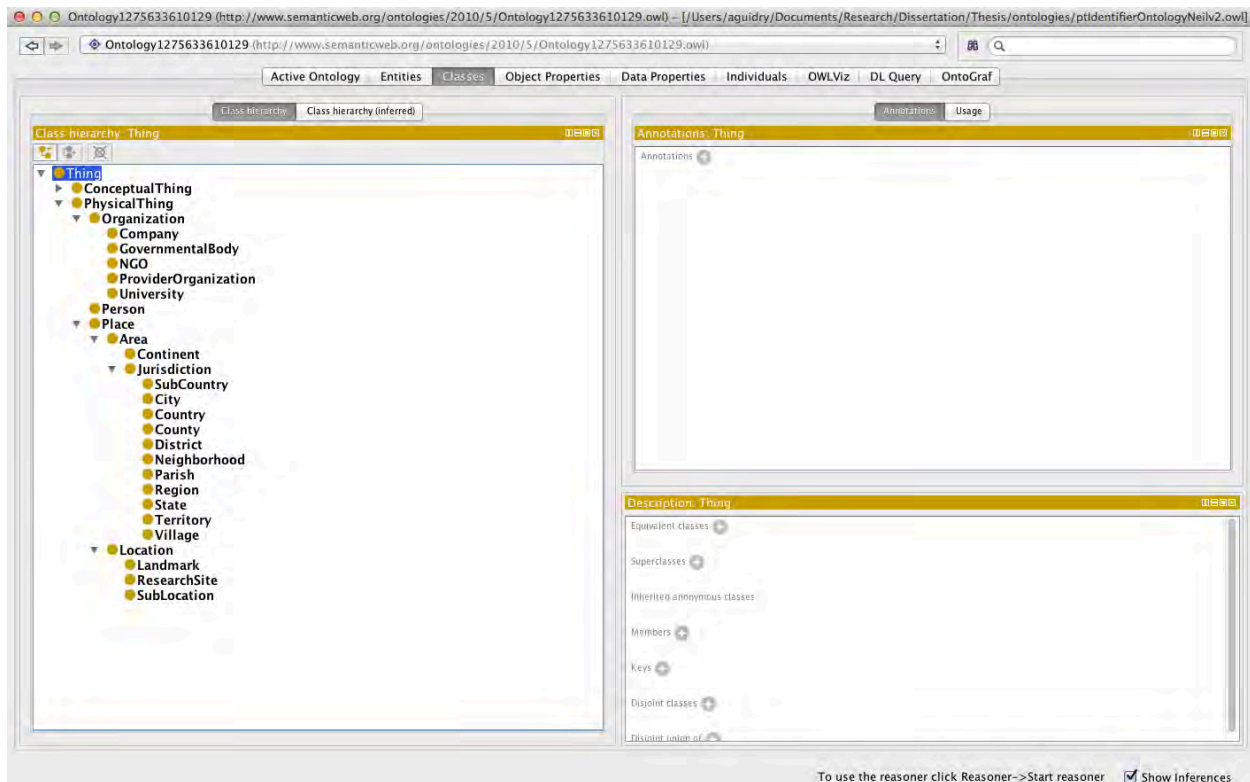 Ontology1275633610129 (http://www.semanticweb.org/ontologies/2010/5/Ontology1275633610129.owl) – [/Users/aguidry/Documents/Research/Dissertation/Thesis/ontologies/ptIdentifierOntologyNeilv2.owl]
Ontology1275633610129 (http://www.semanticweb.org/ontologies/2010/5/Ontology1275633610129.owl)
Active Ontology Entities Classes Object Properties Data Properties Individuals OWLViz DL Query OntoGraf
Class hierarchy Class hierarchy (inferred)
Annotations Usage
Class hierarchy: Thing
Thing
ConceptualThing
PhysicalThing
Organization
Company
GovernmentalBody
NGO
ProviderOrganization
University
Person
Place
Area
Continent
Jurisdiction
SubCountry
City
Country
County
District
Neighborhood
Parish
Region
State
Territory
Village
Location
Landmark
ResearchSite
SubLocation
Annotations: Thing
Annotations
Description: Thing
Equivalent classes
Superclasses
Inherited anonymous classes
Members
Keys
Disjoint classes
Disjoint union of
To use the reasoner click Reasoner->Start reasoner Show Inferences